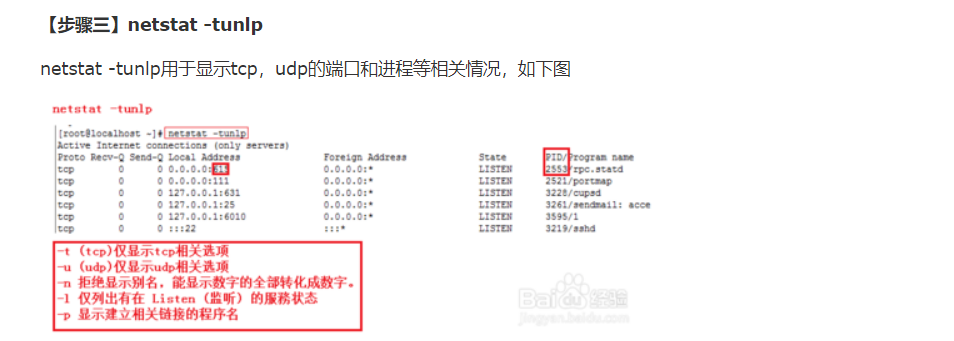 【步骤三】netstat -tunlp
netstat -tunlp用于显示tcp，udp的端口和进程等相关情况，如下图
netstat -tunlp
[root@localhost ~]# netstat -tunlp
Active Internet connections (only servers)
Proto Recv-Q Send-Q Local Address Foreign Address State PID/Program name
tcp 0 0 0.0.0.0: 0.0.0.0:* LISTEN 2553/rpc.statd
tcp 0 0 0.0.0.0:111 0.0.0.0:* LISTEN 2521/portmap
tcp 0 0 127.0.0.1:631 0.0.0.0:* LISTEN 3228/cupsd
tcp 0 0 127.0.0.1:25 0.0.0.0:* LISTEN 3261/sendmail: acce
tcp 0 0 127.0.0.1:6010 0.0.0.0:* LISTEN 3595/1
tcp 0 0 :::22 :::* LISTEN 3219/sshd
-t (tcp)仅显示tcp相关选项
-u (udp)仅显示udp相关选项
-n 拒绝显示别名，能显示数字的全部转化成数字。
-l 仅列出有在 Listen (监听) 的服務状态
-p 显示建立相关链接的程序名
Baidu 经验
jingyan.baidu.com